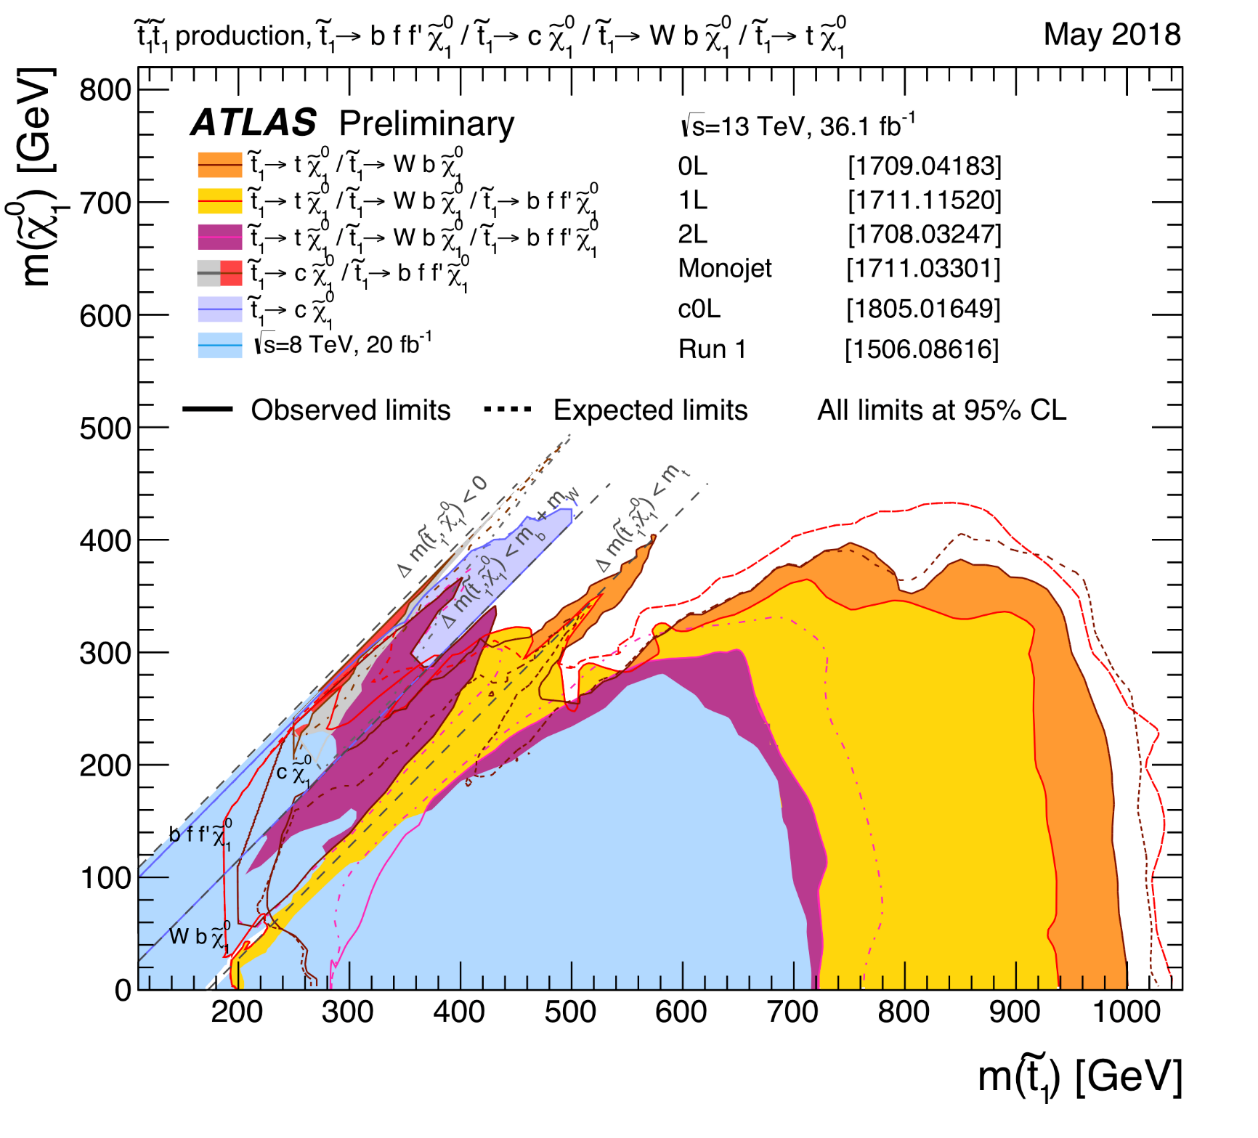 t̃₁t̃₁ production, t̃₁→ b f f' χ̃₁⁰ / t̃₁→ c χ̃₁⁰ / t̃₁→ W b χ̃₁⁰ / t̃₁→ t χ̃₁⁰ May 2018
m(χ̃₁⁰) [GeV]
800
700
600
500
400
300
200
100
0
ATLAS Preliminary
√s=13 TeV, 36.1 fb⁻¹
t̃₁→ t χ̃₁⁰ / t̃₁→ W b χ̃₁⁰ 0L [1709.04183]
t̃₁→ t χ̃₁⁰ / t̃₁→ W b χ̃₁⁰ / t̃₁→ b f f' χ̃₁⁰ 1L [1711.11520]
t̃₁→ t χ̃₁⁰ / t̃₁→ W b χ̃₁⁰ / t̃₁→ b f f' χ̃₁⁰ 2L [1708.03247]
t̃₁→ c χ̃₁⁰ / t̃₁→ b f f' χ̃₁⁰ Monojet [1711.03301]
t̃₁→ c χ̃₁⁰ c0L [1805.01649]
√s=8 TeV, 20 fb⁻¹ Run 1 [1506.08616]
Observed limits Expected limits All limits at 95% CL
Δ m(t̃₁, χ̃₁⁰) < 0
Δ m(t̃₁, χ̃₁⁰) < m_b + m_W
Δ m(t̃₁, χ̃₁⁰) < m_t
c χ̃₁⁰
b f f' χ̃₁⁰
W b χ̃₁⁰
200 300 400 500 600 700 800 900 1000
m(t̃₁) [GeV]